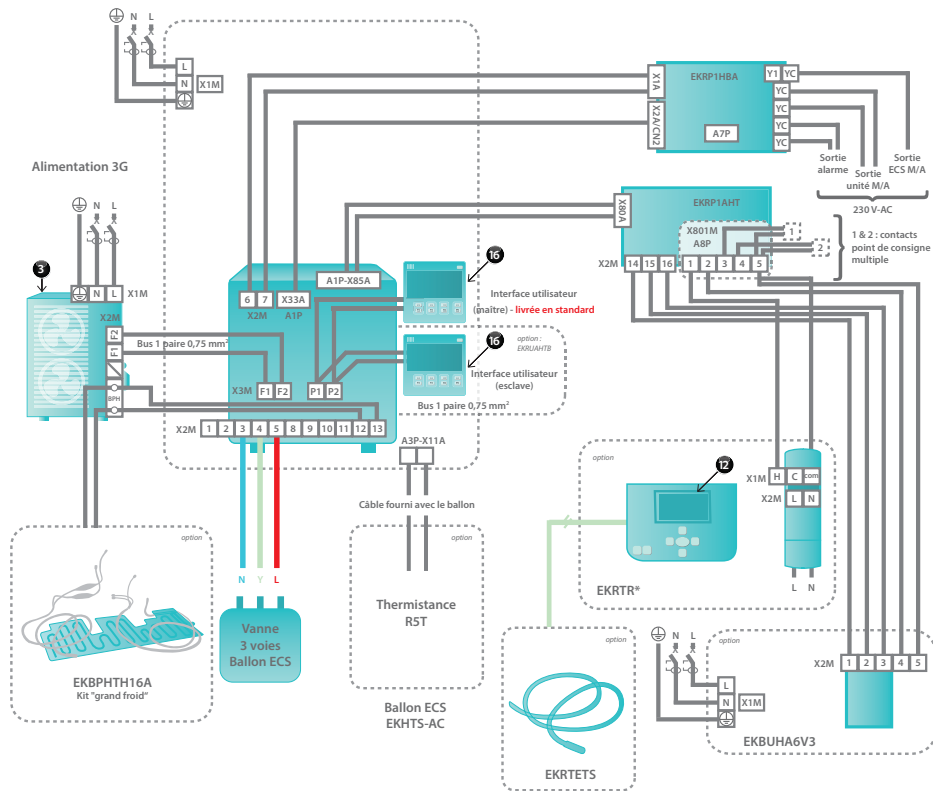 N L
L
N X1M
Alimentation 3G
N L
3
N L X1M
X2M
F2
F1
BPH
Bus 1 paire 0,75 mm²
6 7 X33A
X2M A1P
A1P-X85A
X3M F1 F2
P1 P2
X2M 1 2 3 4 5 8 9 10 11 12 13
16
Interface utilisateur
(maître) - livrée en standard
16
option :
EKRUAHTB
Interface utilisateur
(esclave)
Bus 1 paire 0,75 mm²
X1A
X2A/CN2
EKRP1HBA
A7P
Y1 YC
YC
YC
YC
YC
Sortie
alarme
Sortie
unité M/A
Sortie
ECS M/A
230 V-AC
X80A
EKRP1AHT
X801M
A8P
1
2
X2M 14 15 16 1 2 3 4 5
1 & 2 : contacts
point de consigne
multiple
A3P-X11A
Câble fourni avec le ballon
option
Thermistance
R5T
Ballon ECS
EKHTS-AC
option
EKBPHTH16A
Kit "grand froid"
N Y L
Vanne
3 voies
Ballon ECS
option
12
X1M H C com
X2M L N
L N
EKRTR*
option
EKRTETS
option
N L
L
N X1M
X2M 1 2 3 4 5
EKBUHA6V3